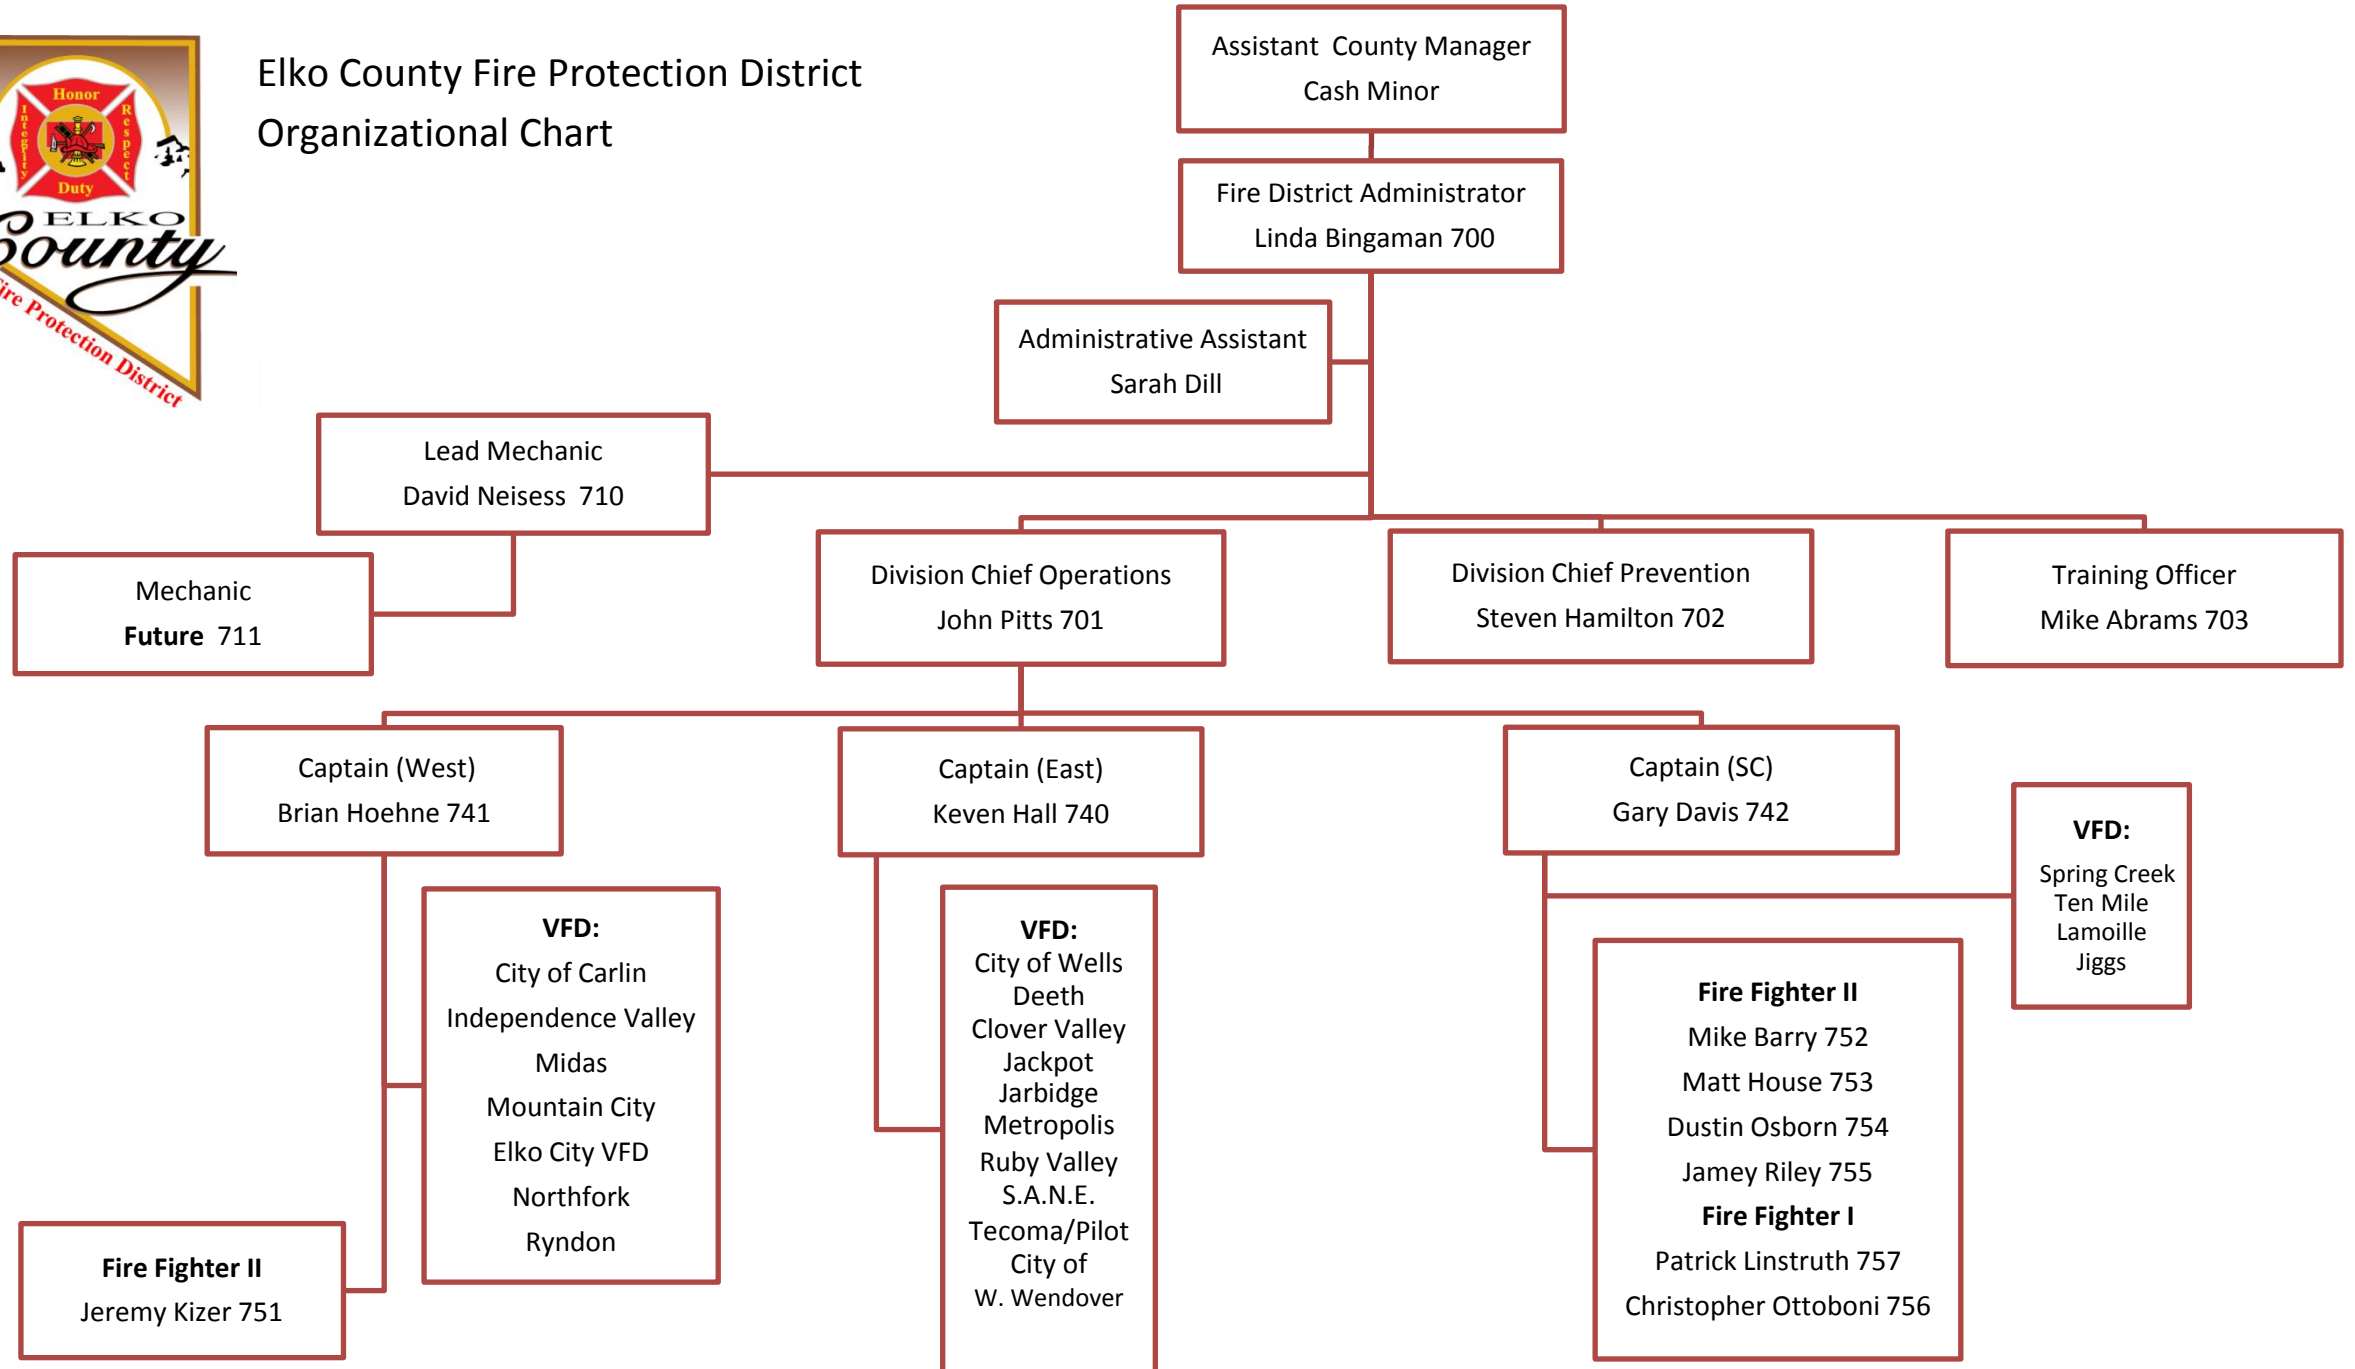 Honor
Integrity
Respect
Duty
ELKO
County
Fire Protection District
Elko County Fire Protection District
Organizational Chart
Assistant County Manager
Cash Minor
Fire District Administrator
Linda Bingaman 700
Administrative Assistant
Sarah Dill
Lead Mechanic
David Neisess 710
Mechanic
Future 711
Division Chief Operations
John Pitts 701
Division Chief Prevention
Steven Hamilton 702
Training Officer
Mike Abrams 703
Captain (West)
Brian Hoehne 741
Captain (East)
Keven Hall 740
Captain (SC)
Gary Davis 742
VFD:
Spring Creek
Ten Mile
Lamoille
Jiggs
VFD:
City of Carlin
Independence Valley
Midas
Mountain City
Elko City VFD
Northfork
Ryndon
Fire Fighter II
Jeremy Kizer 751
VFD:
City of Wells
Deeth
Clover Valley
Jackpot
Jarbidge
Metropolis
Ruby Valley
S.A.N.E.
Tecoma/Pilot
City of
W. Wendover
Fire Fighter II
Mike Barry 752
Matt House 753
Dustin Osborn 754
Jamey Riley 755
Fire Fighter I
Patrick Linstruth 757
Christopher Ottoboni 756